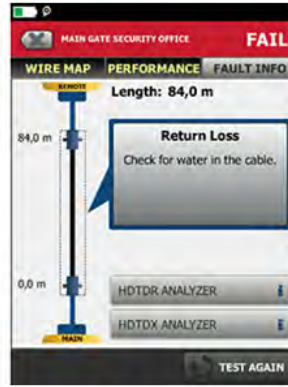 MAIN GATE SECURITY OFFICE
FAIL
WIRE MAP
PERFORMANCE
FAULT INFO
REMOTE
Length: 84,0 m
84,0 m
Return Loss
Check for water in the cable.
0,0 m
HDTDR ANALYZER
HDTDX ANALYZER
MAIN
TEST AGAIN